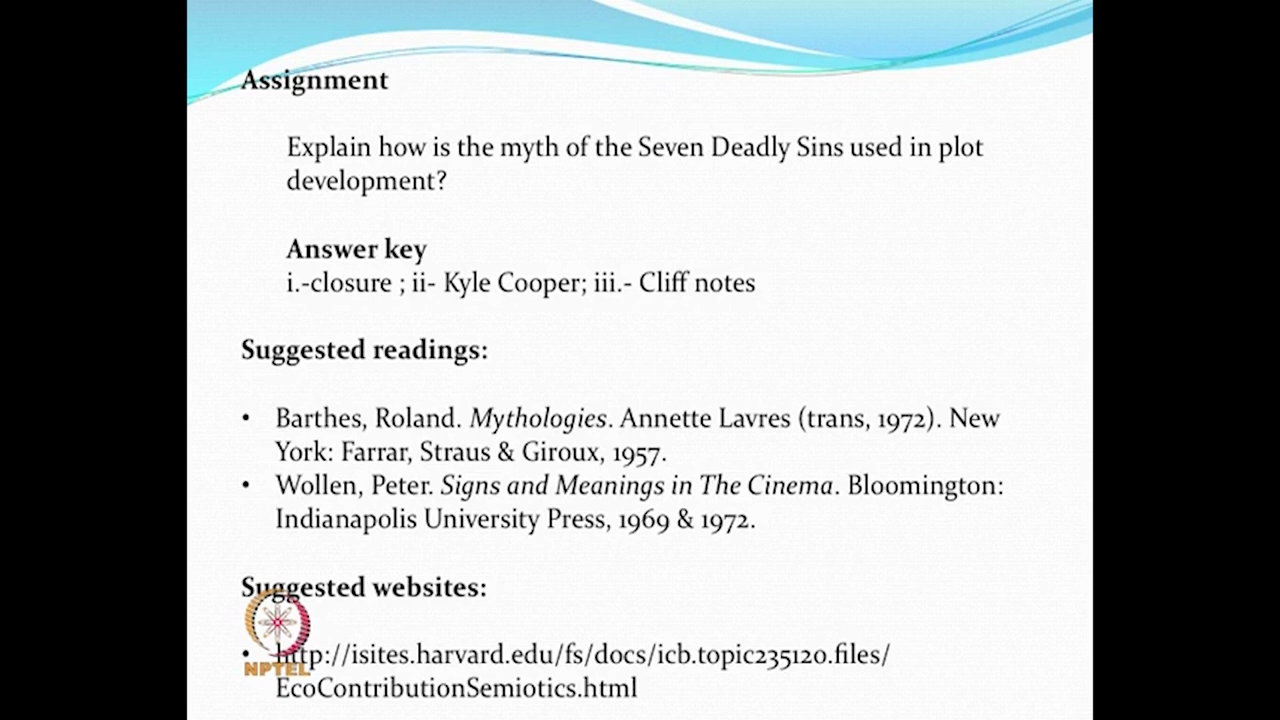 Assignment
Explain how is the myth of the Seven Deadly Sins used in plot
development?
Answer key
i.-closure ; ii- Kyle Cooper; iii.- Cliff notes
Suggested readings:
• Barthes, Roland. Mythologies. Annette Lavres (trans, 1972). New
York: Farrar, Straus & Giroux, 1957.
• Wollen, Peter. Signs and Meanings in The Cinema. Bloomington:
Indianapolis University Press, 1969 & 1972.
Suggested websites:
• http://isites.harvard.edu/fs/docs/icb.topic235120.files/
NPTEL
EcoContributionSemiotics.html